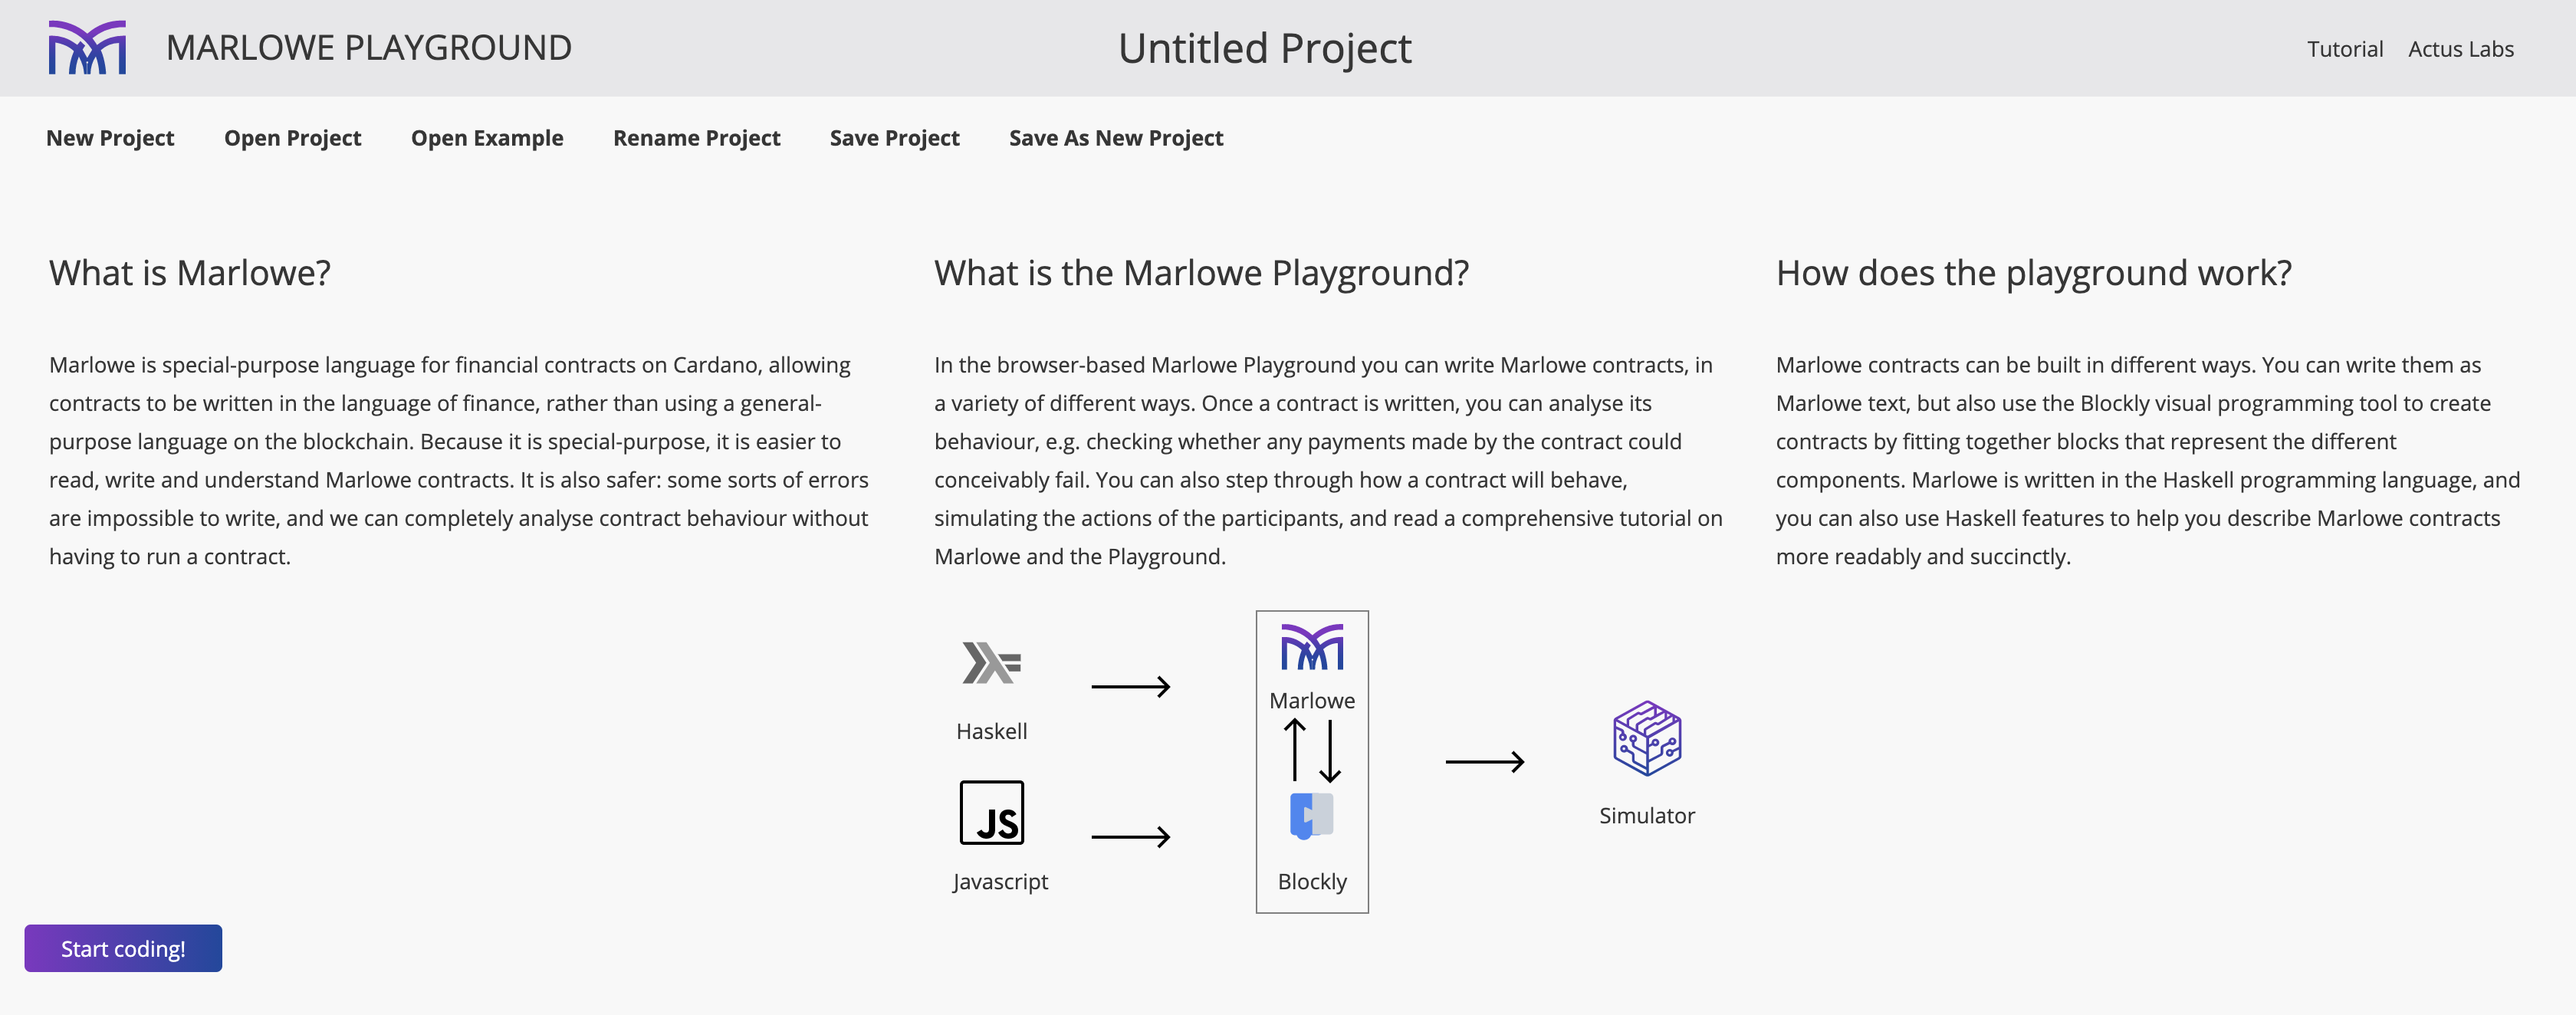 MARLOWE PLAYGROUND
Untitled Project
Tutorial
Actus Labs
New Project
Open Project
Open Example
Rename Project
Save Project
Save As New Project
What is Marlowe?
Marlowe is special-purpose language for financial contracts on Cardano, allowing
contracts to be written in the language of finance, rather than using a general-
purpose language on the blockchain. Because it is special-purpose, it is easier to
read, write and understand Marlowe contracts. It is also safer: some sorts of errors
are impossible to write, and we can completely analyse contract behaviour without
having to run a contract.
What is the Marlowe Playground?
In the browser-based Marlowe Playground you can write Marlowe contracts, in
a variety of different ways. Once a contract is written, you can analyse its
behaviour, e.g. checking whether any payments made by the contract could
conceivably fail. You can also step through how a contract will behave,
simulating the actions of the participants, and read a comprehensive tutorial on
Marlowe and the Playground.
How does the playground work?
Marlowe contracts can be built in different ways. You can write them as
Marlowe text, but also use the Blockly visual programming tool to create
contracts by fitting together blocks that represent the different
components. Marlowe is written in the Haskell programming language, and
you can also use Haskell features to help you describe Marlowe contracts
more readably and succinctly.
Haskell
JS
Javascript
Marlowe
Blockly
Simulator
Start coding!